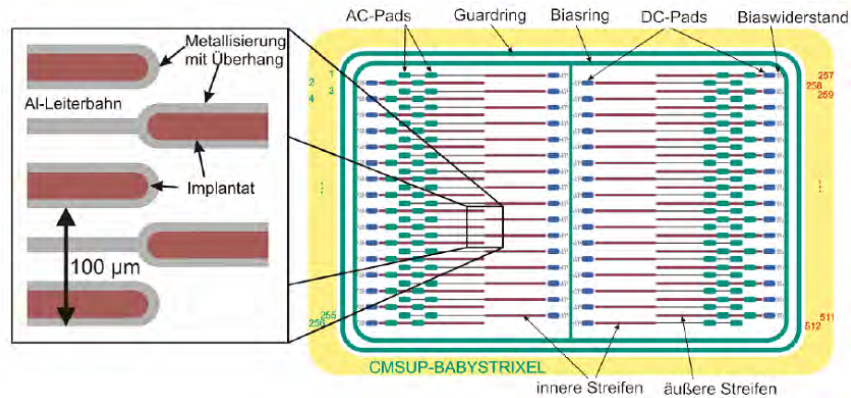 AC-Pads
Guardring
Biasring
DC-Pads
Biaswiderstand
Metallisierung
mit Überhang
Al-Leiterbahn
Implantat
100 µm
1
2
3
4
...
255
256
257
258
259
...
511
512
CMSUP-BABYSTRIXEL
innere Streifen
äußere Streifen